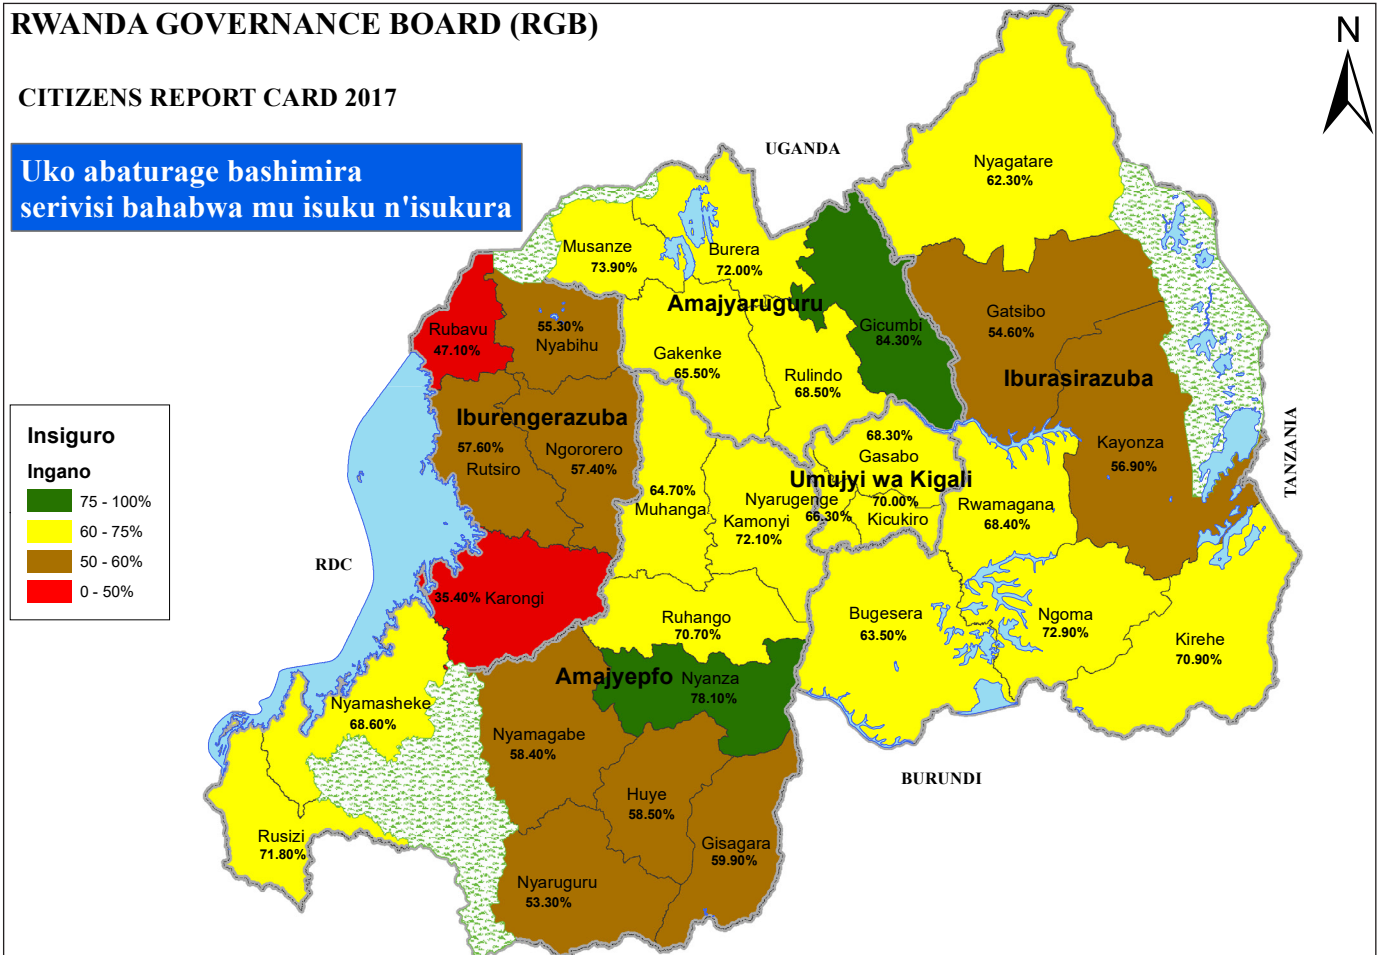 RWANDA GOVERNANCE BOARD (RGB)
CITIZENS REPORT CARD 2017
Uko abaturage bashimira
serivisi bahabwa mu isuku n'isukura
N
UGANDA
Nyagatare
62.30%
Musanze
73.90%
Burera
72.00%
Amajyaruguru
Gicumbi
84.30%
Gatsibo
54.60%
Rubavu
47.10%
55.30%
Nyabihu
Gakenke
65.50%
Rulindo
68.50%
Iburasirazuba
Iburengerazuba
57.60%
Rutsiro
Ngororero
57.40%
68.30%
Gasabo
Kayonza
56.90%
TANZANIA
Umujyi wa Kigali
64.70%
Muhanga
Nyarugenge
66.30%
70.00%
Kicukiro
Kamonyi
72.10%
Rwamagana
68.40%
Insiguro
Ingano
75 - 100%
60 - 75%
50 - 60%
0 - 50%
RDC
35.40% Karongi
Ruhango
70.70%
Bugesera
63.50%
Ngoma
72.90%
Kirehe
70.90%
Amajyepfo
Nyanza
78.10%
Nyamasheke
68.60%
Nyamagabe
58.40%
BURUNDI
Huye
58.50%
Rusizi
71.80%
Gisagara
59.90%
Nyaruguru
53.30%